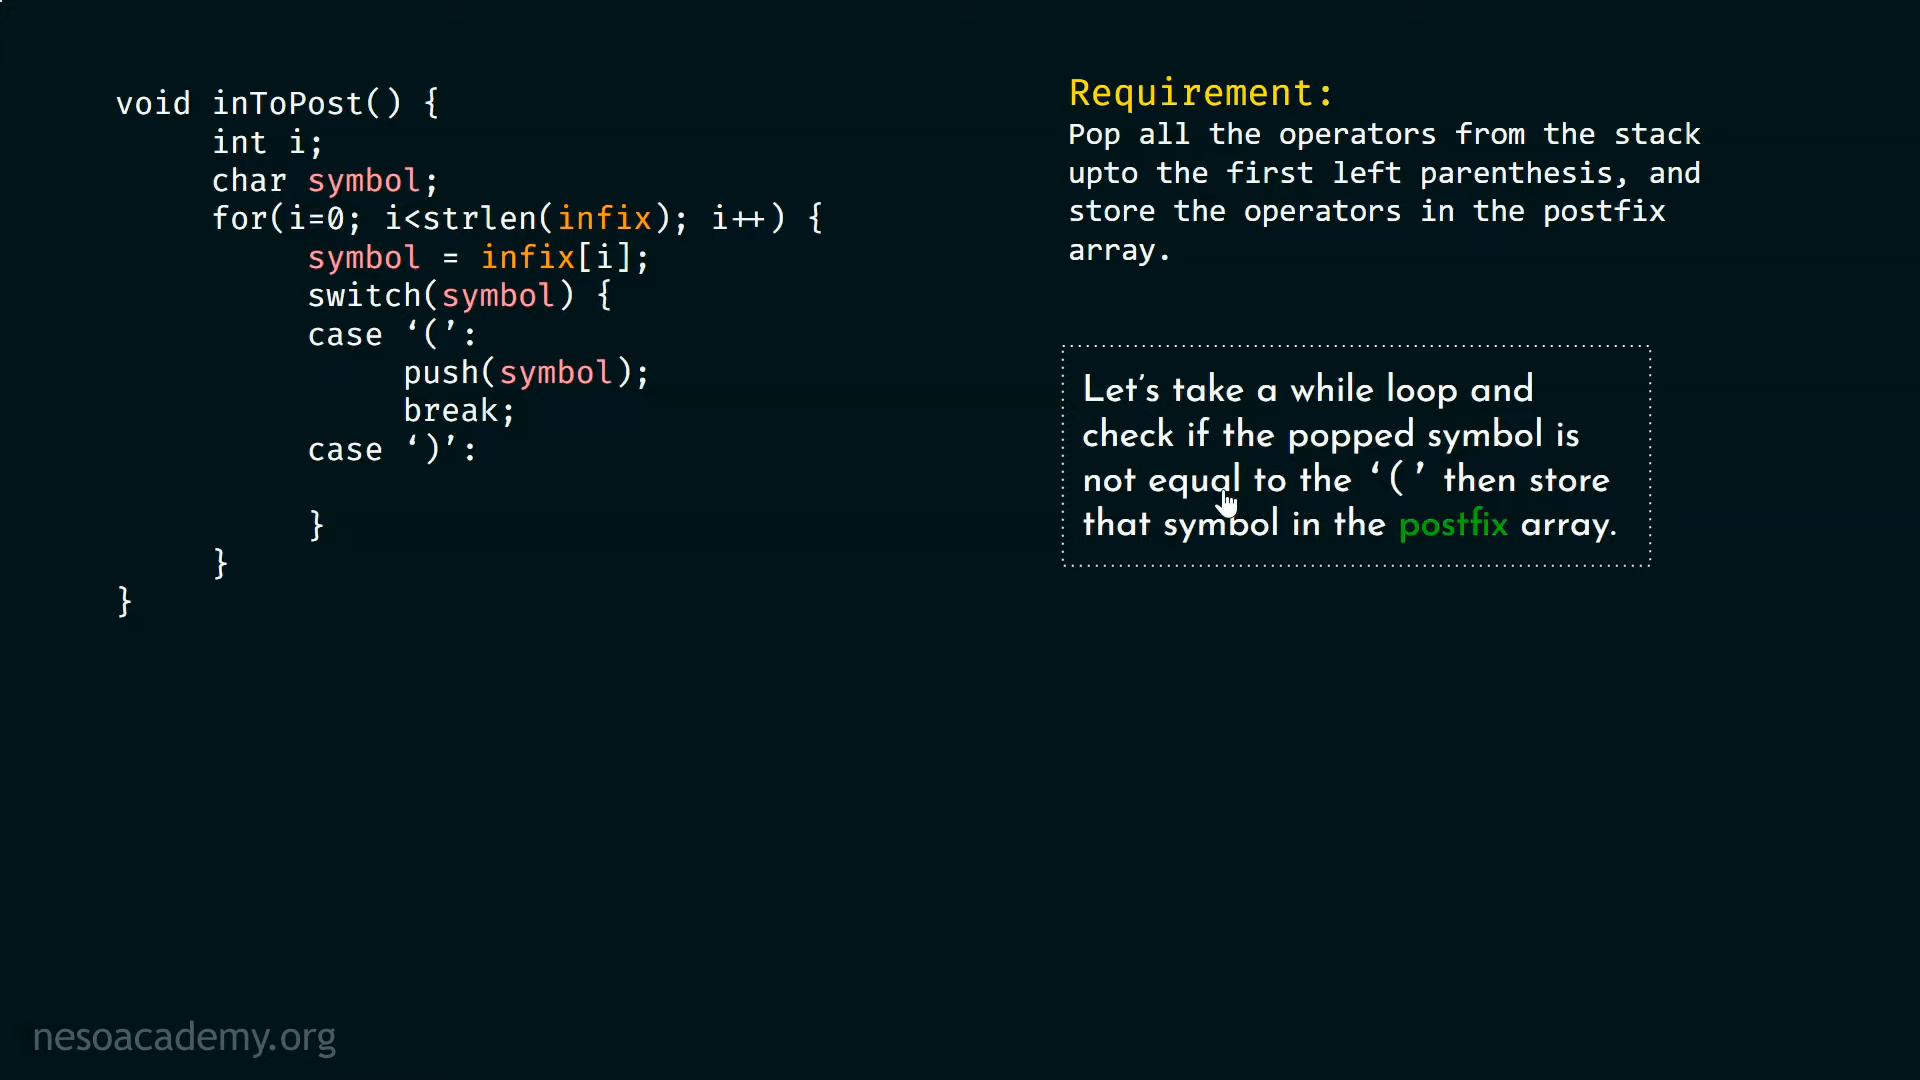 void inToPost() {
int i;
char symbol;
for(i=0; i<strlen(infix); i++) {
symbol = infix[i];
switch(symbol) {
case ‘(’:
push(symbol);
break;
case ‘)’:
}
}
}
Requirement:
Pop all the operators from the stack
upto the first left parenthesis, and
store the operators in the postfix
array.
Let’s take a while loop and
check if the popped symbol is
not equal to the ‘(’ then store
that symbol in the postfix array.
nesoacademy.org